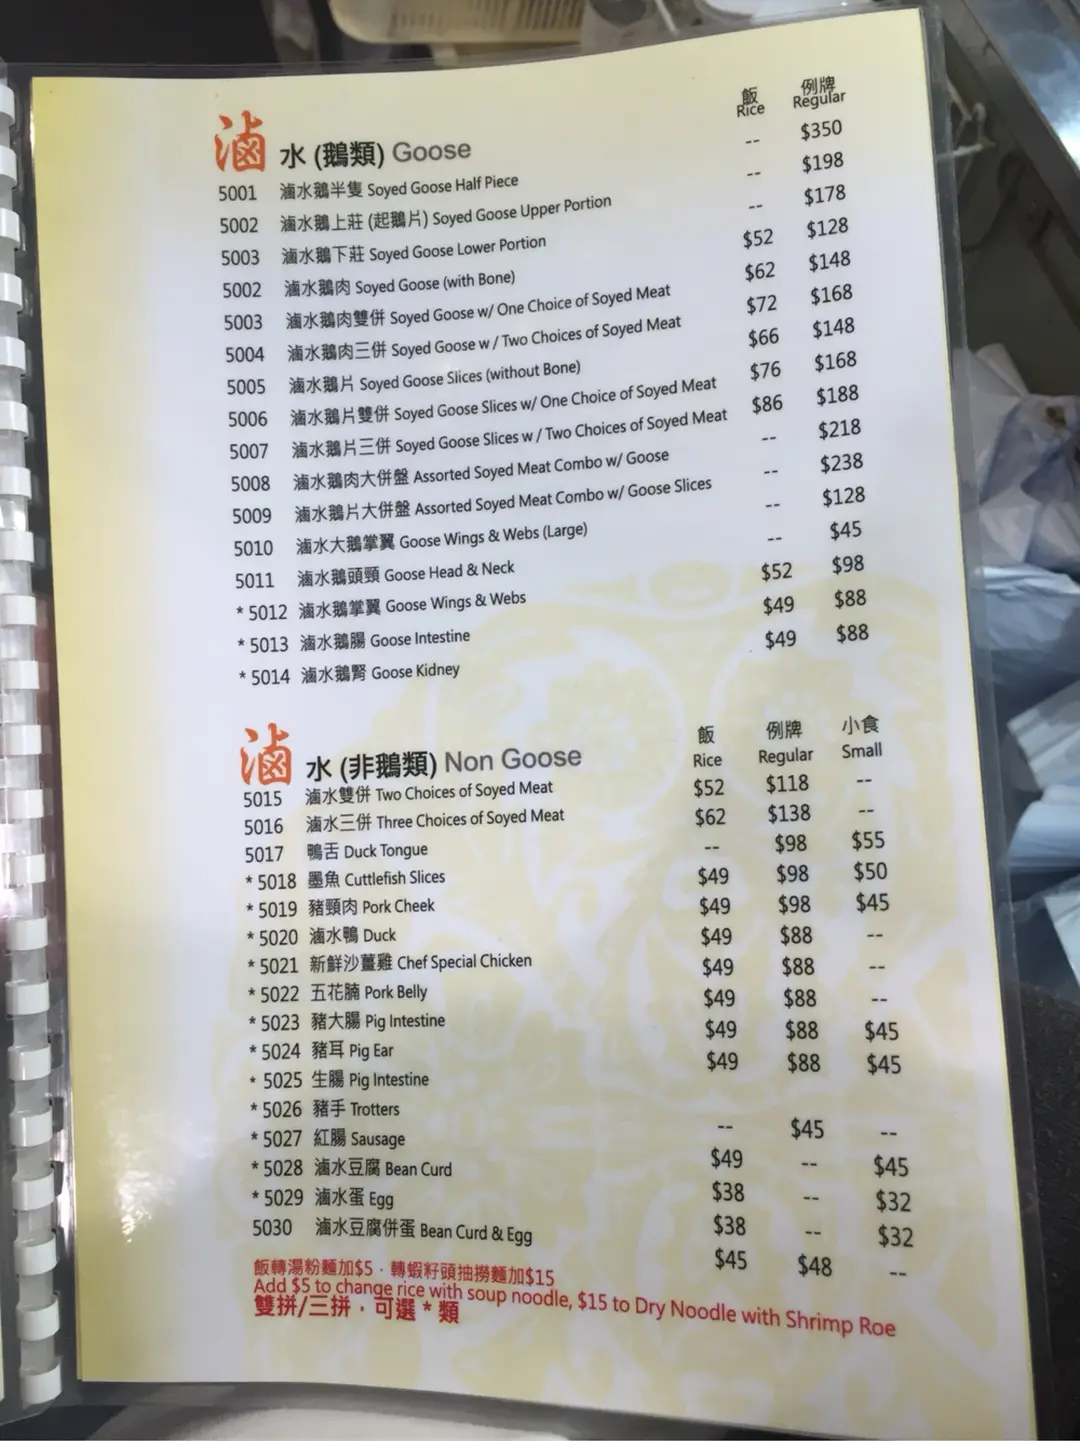 飯 例牌
Rice Regular
滷水 (鵝類) Goose
5001 滷水鵝半隻 Soyed Goose Half Piece -- $350
5002 滷水鵝上莊 (起鵝片) Soyed Goose Upper Portion -- $198
5003 滷水鵝下莊 Soyed Goose Lower Portion -- $178
5002 滷水鵝肉 Soyed Goose (with Bone) $52 $128
5003 滷水鵝肉雙併 Soyed Goose w/ One Choice of Soyed Meat $62 $148
5004 滷水鵝肉三併 Soyed Goose w / Two Choices of Soyed Meat $72 $168
5005 滷水鵝片 Soyed Goose Slices (without Bone) $66 $148
5006 滷水鵝片雙併 Soyed Goose Slices w/ One Choice of Soyed Meat $76 $168
5007 滷水鵝片三併 Soyed Goose Slices w / Two Choices of Soyed Meat $86 $188
5008 滷水鵝肉大併盤 Assorted Soyed Meat Combo w/ Goose -- $218
5009 滷水鵝片大併盤 Assorted Soyed Meat Combo w/ Goose Slices -- $238
5010 滷水大鵝掌翼 Goose Wings & Webs (Large) -- $128
5011 滷水鵝頭頸 Goose Head & Neck -- $45
* 5012 滷水鵝掌翼 Goose Wings & Webs $52 $98
* 5013 滷水鵝腸 Goose Intestine $49 $88
* 5014 滷水鵝腎 Goose Kidney $49 $88
飯 例牌 小食
Rice Regular Small
滷水 (非鵝類) Non Goose
5015 滷水雙併 Two Choices of Soyed Meat $52 $118 --
5016 滷水三併 Three Choices of Soyed Meat $62 $138 --
5017 鴨舌 Duck Tongue -- $98 $55
* 5018 墨魚 Cuttlefish Slices $49 $98 $50
* 5019 豬頸肉 Pork Cheek $49 $98 $45
* 5020 滷水鴨 Duck $49 $88 --
* 5021 新鮮沙薑雞 Chef Special Chicken $49 $88 --
* 5022 五花腩 Pork Belly $49 $88 --
* 5023 豬大腸 Pig Intestine $49 $88 $45
* 5024 豬耳 Pig Ear $49 $88 $45
* 5025 生腸 Pig Intestine
* 5026 豬手 Trotters -- $45 --
* 5027 紅腸 Sausage $49 -- $45
* 5028 滷水豆腐 Bean Curd $38 -- $32
* 5029 滷水蛋 Egg $38 -- $32
5030 滷水豆腐併蛋 Bean Curd & Egg $45 $48 --
飯轉湯粉麵加$5 · 轉蝦籽頭抽撈麵加$15
Add $5 to change rice with soup noodle, $15 to Dry Noodle with Shrimp Roe
雙拼/三拼，可選 * 類